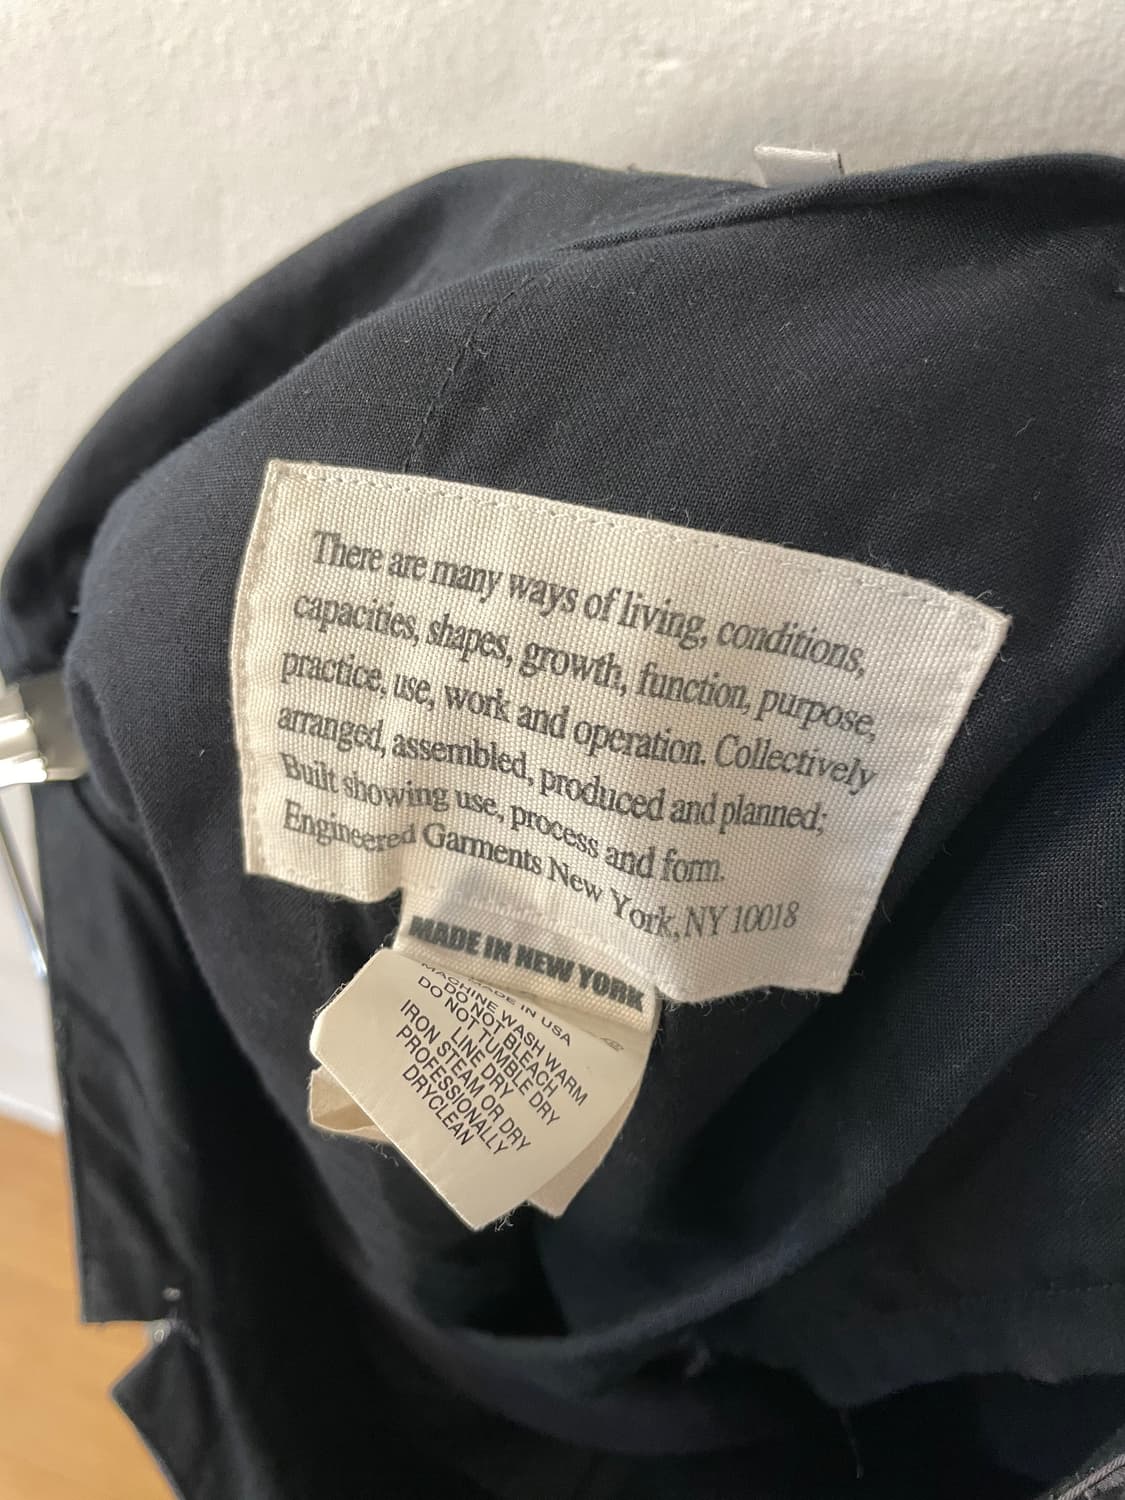 There are many ways of living, conditions,
capacities, shapes, growth, function, purpose,
practice, use, work and operation. Collectively
arranged, assembled, produced and planned;
Built showing use, process and form.
Engineered Garments New York, NY 10018
MADE IN NEW YORK
MADE IN USA
MACHINE WASH WARM
DO NOT BLEACH
DO NOT TUMBLE DRY
LINE DRY
IRON STEAM OR DRY
PROFESSIONALLY
DRYCLEAN